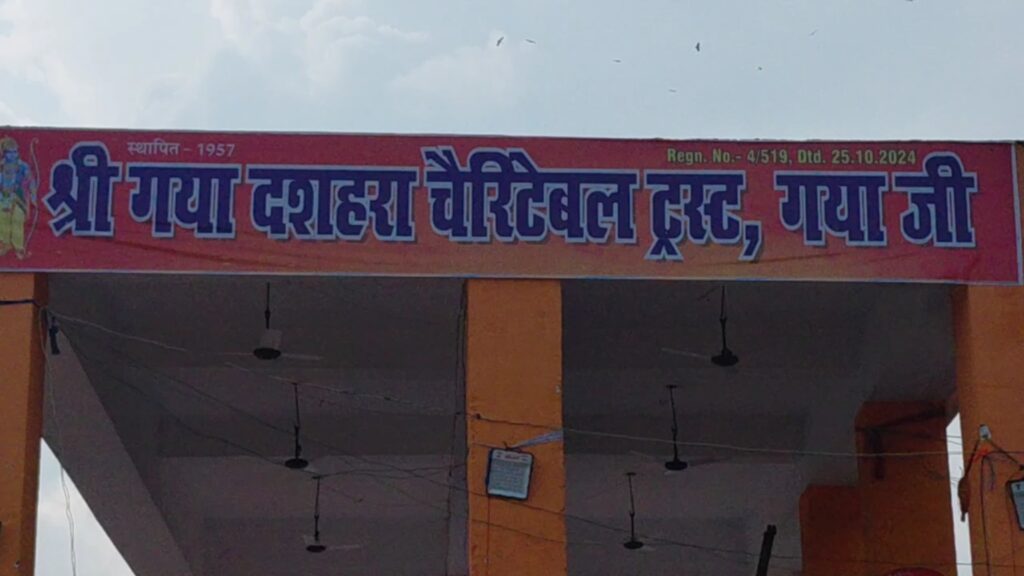 स्थापित - 1957
Regn. No.- 4/519, Dtd. 25.10.2024
श्री गया दशहरा चैरिटेबल ट्रस्ट, गया जी